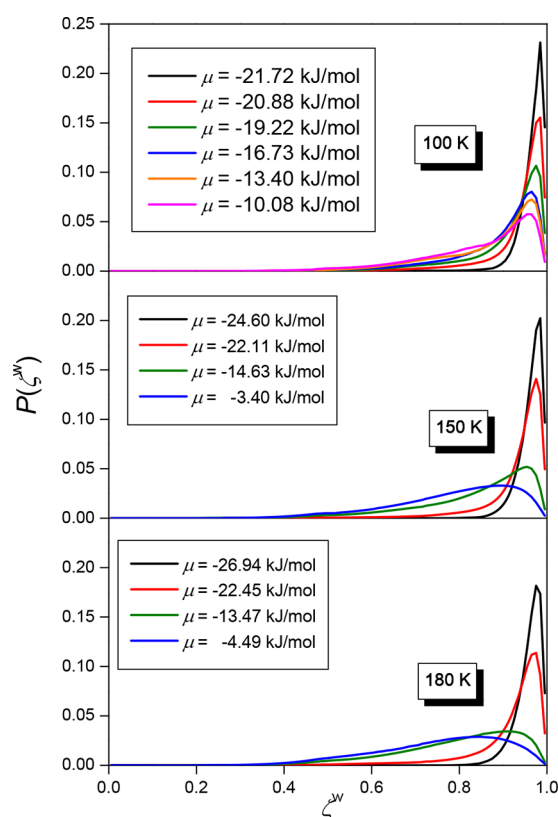 0.25
0.20
0.15
0.10
0.05
0.00
μ = -21.72 kJ/mol
μ = -20.88 kJ/mol
μ = -19.22 kJ/mol
μ = -16.73 kJ/mol
μ = -13.40 kJ/mol
μ = -10.08 kJ/mol
100 K
0.20
0.15
0.10
0.05
0.00
μ = -24.60 kJ/mol
μ = -22.11 kJ/mol
μ = -14.63 kJ/mol
μ = -3.40 kJ/mol
150 K
P(ζʷ)
0.20
0.15
0.10
0.05
0.00
μ = -26.94 kJ/mol
μ = -22.45 kJ/mol
μ = -13.47 kJ/mol
μ = -4.49 kJ/mol
180 K
0.0 0.2 0.4 0.6 0.8 1.0
ζʷ